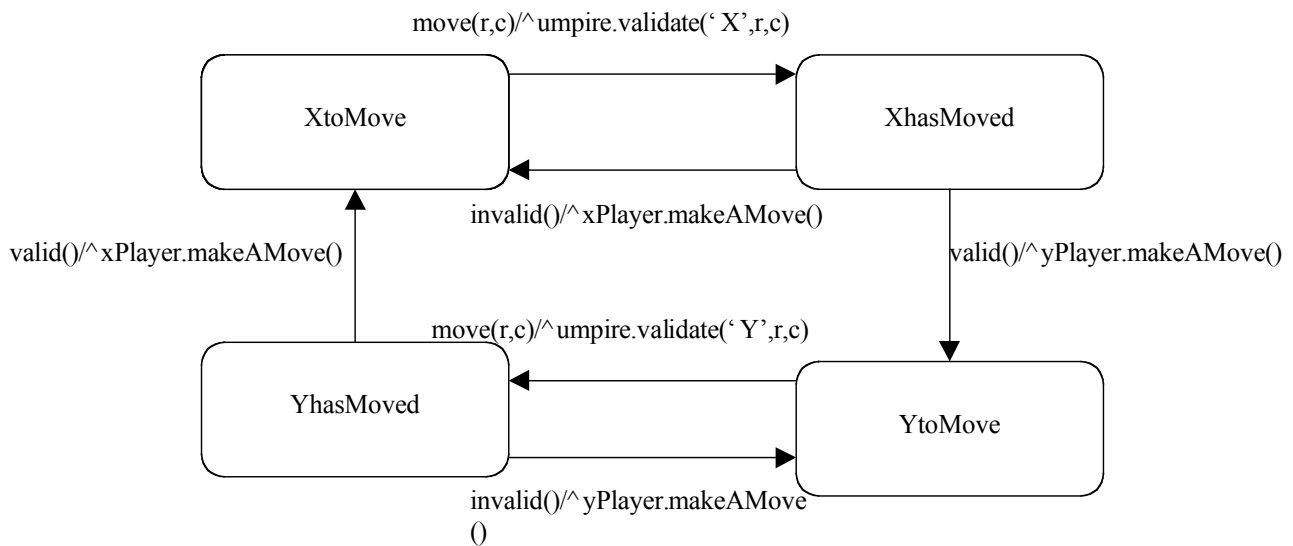 move(r,c)/^umpire.validate(‘X’,r,c)
XtoMove
XhasMoved
invalid()/^xPlayer.makeAMove()
valid()/^xPlayer.makeAMove()
valid()/^yPlayer.makeAMove()
move(r,c)/^umpire.validate(‘Y’,r,c)
YhasMoved
YtoMove
invalid()/^yPlayer.makeAMove
()